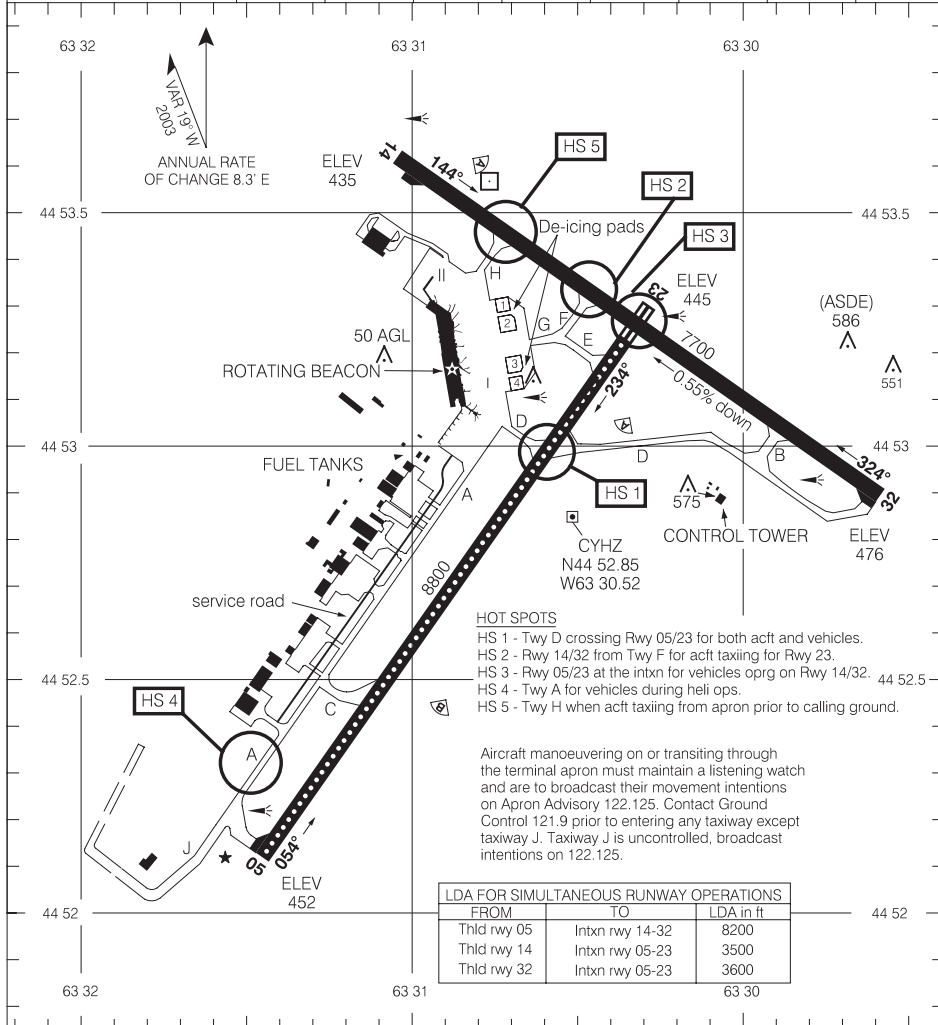 63 32
63 31
63 30
VAR 19° W
2003
ANNUAL RATE
OF CHANGE 8.3' E
ELEV
435
14
144°
A
HS 5
HS 2
HS 3
44 53.5
44 53.5
De-icing pads
H
II
1
2
3
4
G
F
E
23
ELEV
445
(ASDE)
586
551
50 AGL
ROTATING BEACON
I
234°
7700
0.55% down
A
D
44 53
44 53
FUEL TANKS
A
D
B
HS 1
324°
32
575
CONTROL TOWER
ELEV
476
CYHZ
N44 52.85
W63 30.52
8800
service road
HOT SPOTS
HS 1 - Twy D crossing Rwy 05/23 for both acft and vehicles.
HS 2 - Rwy 14/32 from Twy F for acft taxiing for Rwy 23.
HS 3 - Rwy 05/23 at the intxn for vehicles oprg on Rwy 14/32.
HS 4 - Twy A for vehicles during heli ops.
HS 5 - Twy H when acft taxiing from apron prior to calling ground.
44 52.5
44 52.5
HS 4
C
B
A
Aircraft manoeuvering on or transiting through
the terminal apron must maintain a listening watch
and are to broadcast their movement intentions
on Apron Advisory 122.125. Contact Ground
Control 121.9 prior to entering any taxiway except
taxiway J. Taxiway J is uncontrolled, broadcast
intentions on 122.125.
J
05
054°
ELEV
452
LDA FOR SIMULTANEOUS RUNWAY OPERATIONS
FROM TO LDA in ft
Thld rwy 05 Intxn rwy 14-32 8200
Thld rwy 14 Intxn rwy 05-23 3500
Thld rwy 32 Intxn rwy 05-23 3600
44 52
44 52
63 32
63 31
63 30